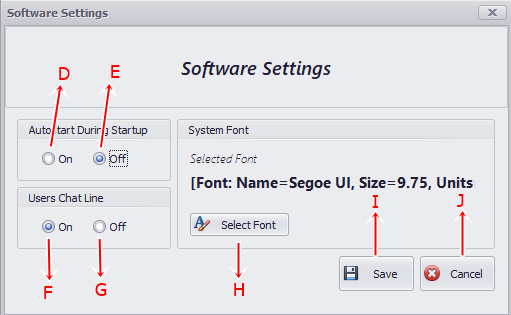 Software Settings
Software Settings
D
E
Autostart During Startup
On
Off
System Font
Selected Font
[Font: Name=Segoe UI, Size=9.75, Units
Users Chat Line
On
Off
Select Font
I
J
F
G
H
Save
Cancel